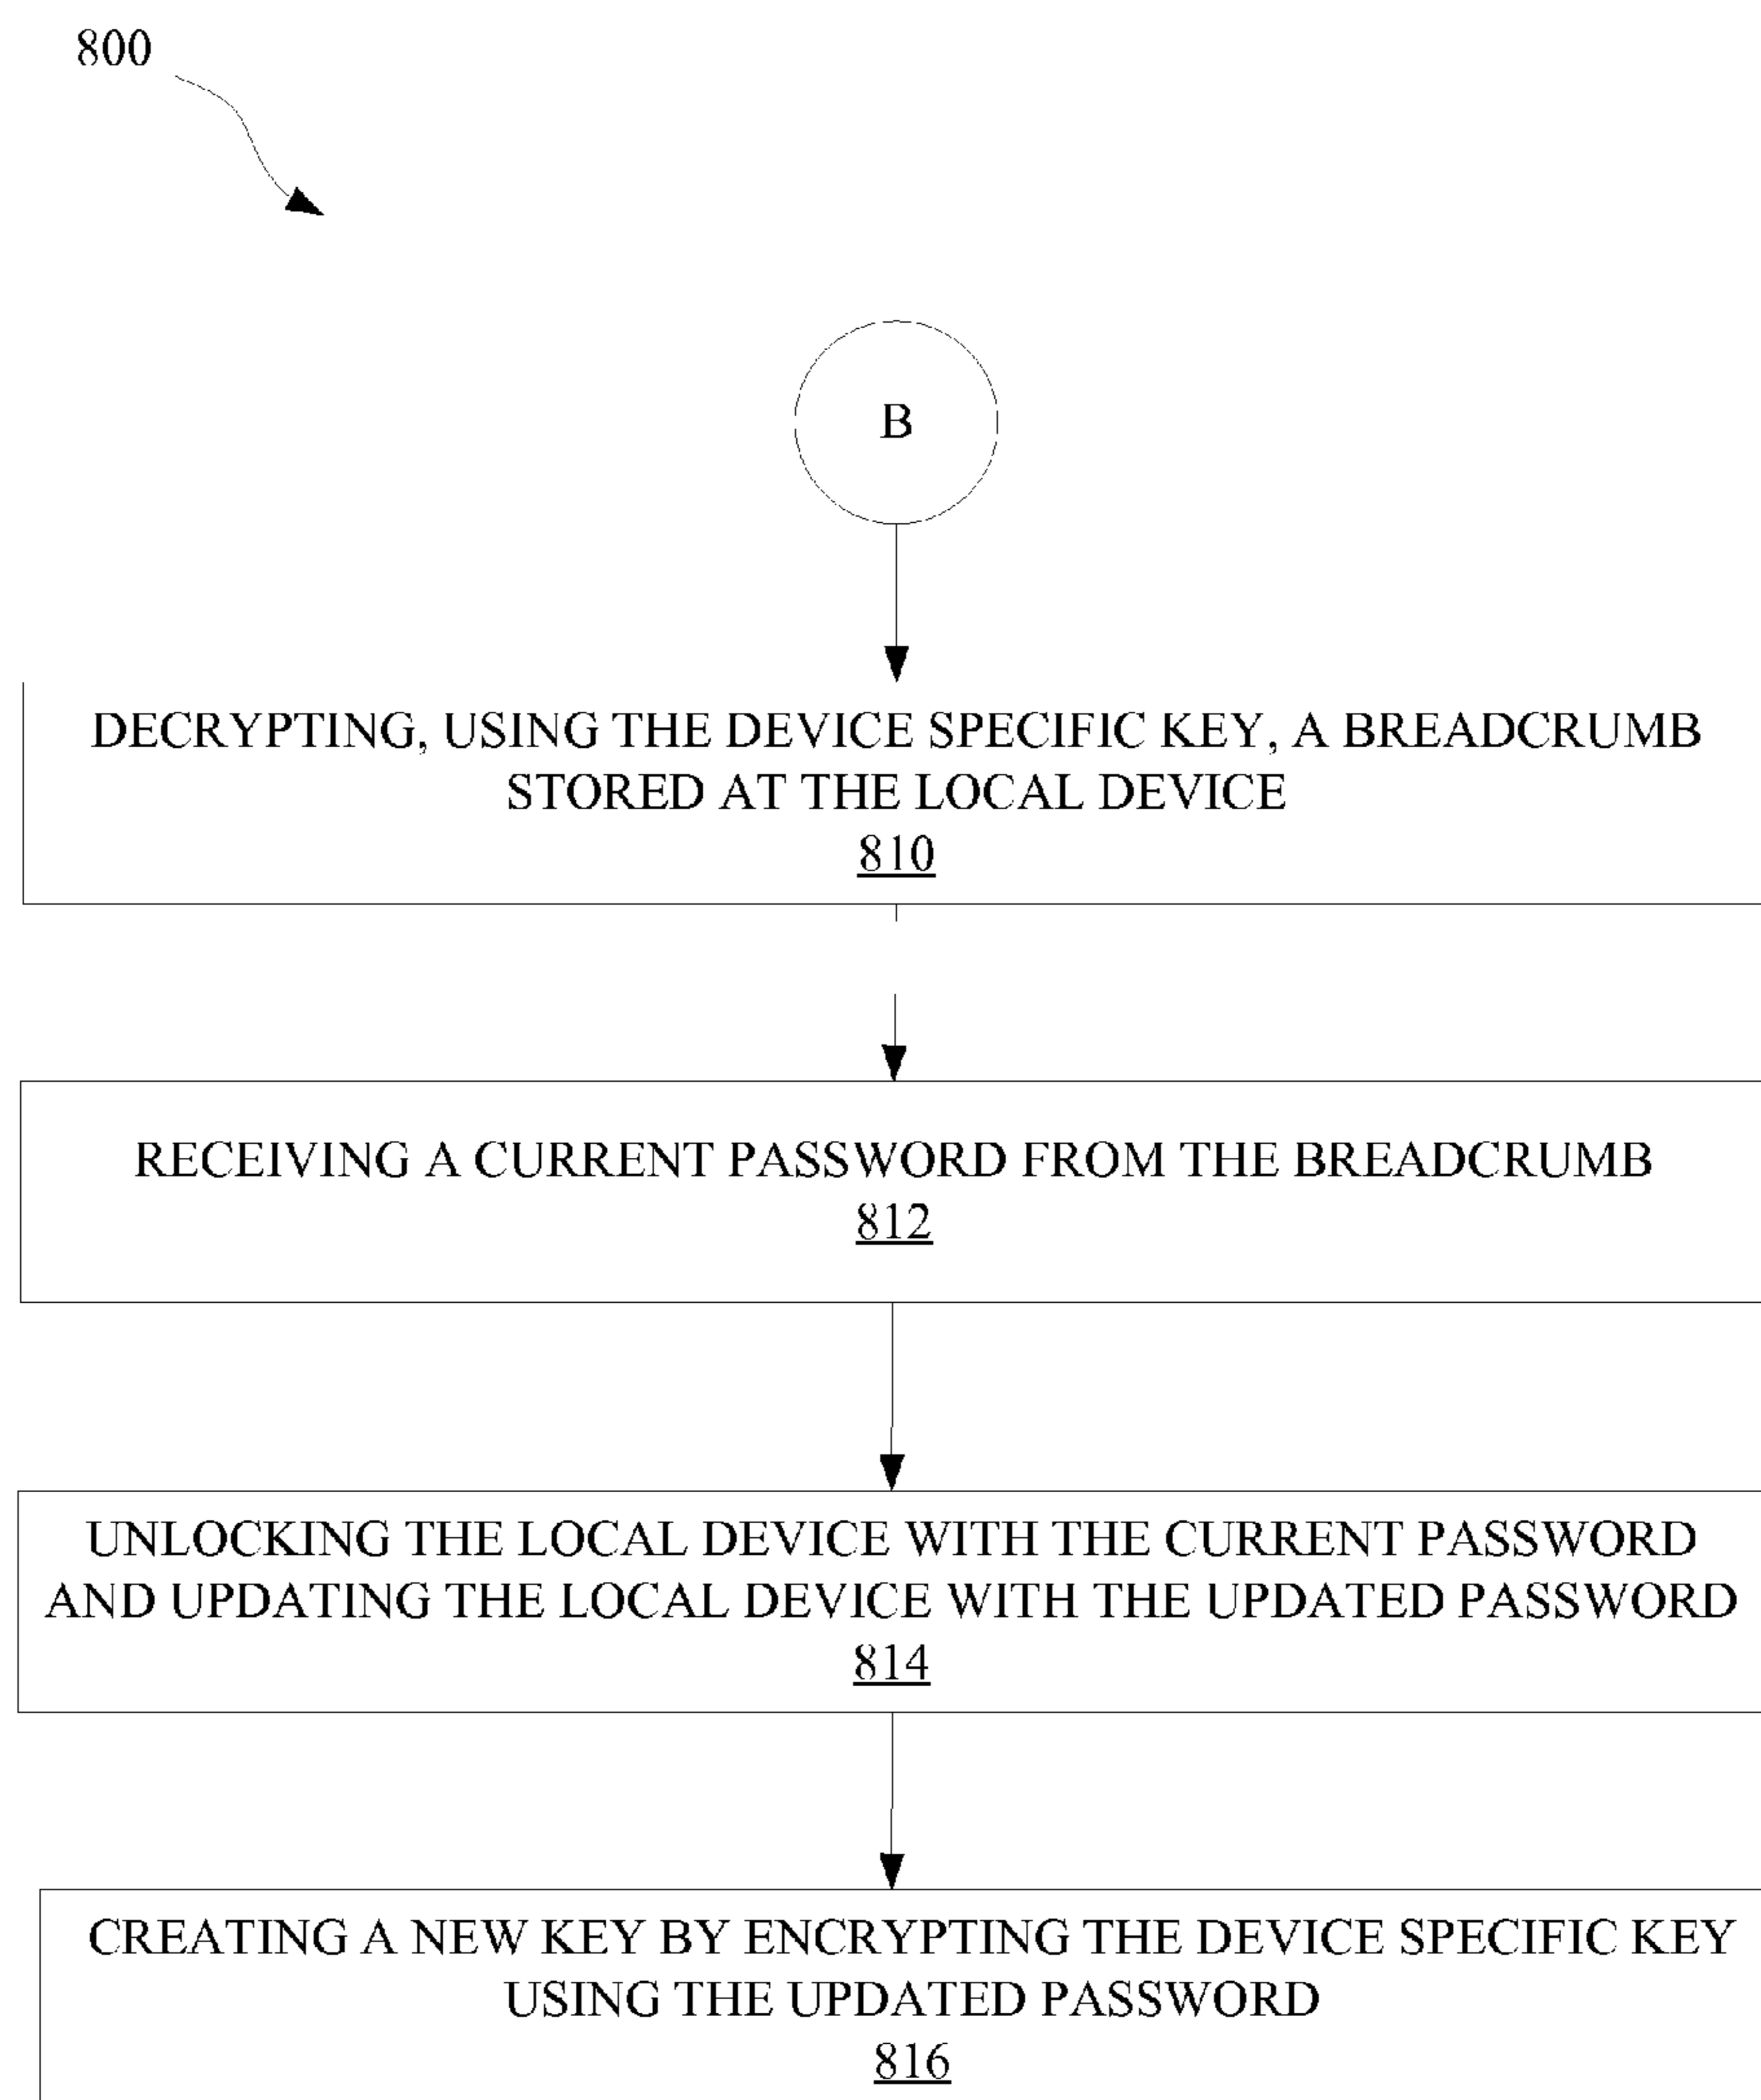 800
B
DECRYPTING, USING THE DEVICE SPECIFIC KEY, A BREADCRUMB
STORED AT THE LOCAL DEVICE
810
RECEIVING A CURRENT PASSWORD FROM THE BREADCRUMB
812
UNLOCKING THE LOCAL DEVICE WITH THE CURRENT PASSWORD
AND UPDATING THE LOCAL DEVICE WITH THE UPDATED PASSWORD
814
CREATING A NEW KEY BY ENCRYPTING THE DEVICE SPECIFIC KEY
USING THE UPDATED PASSWORD
816